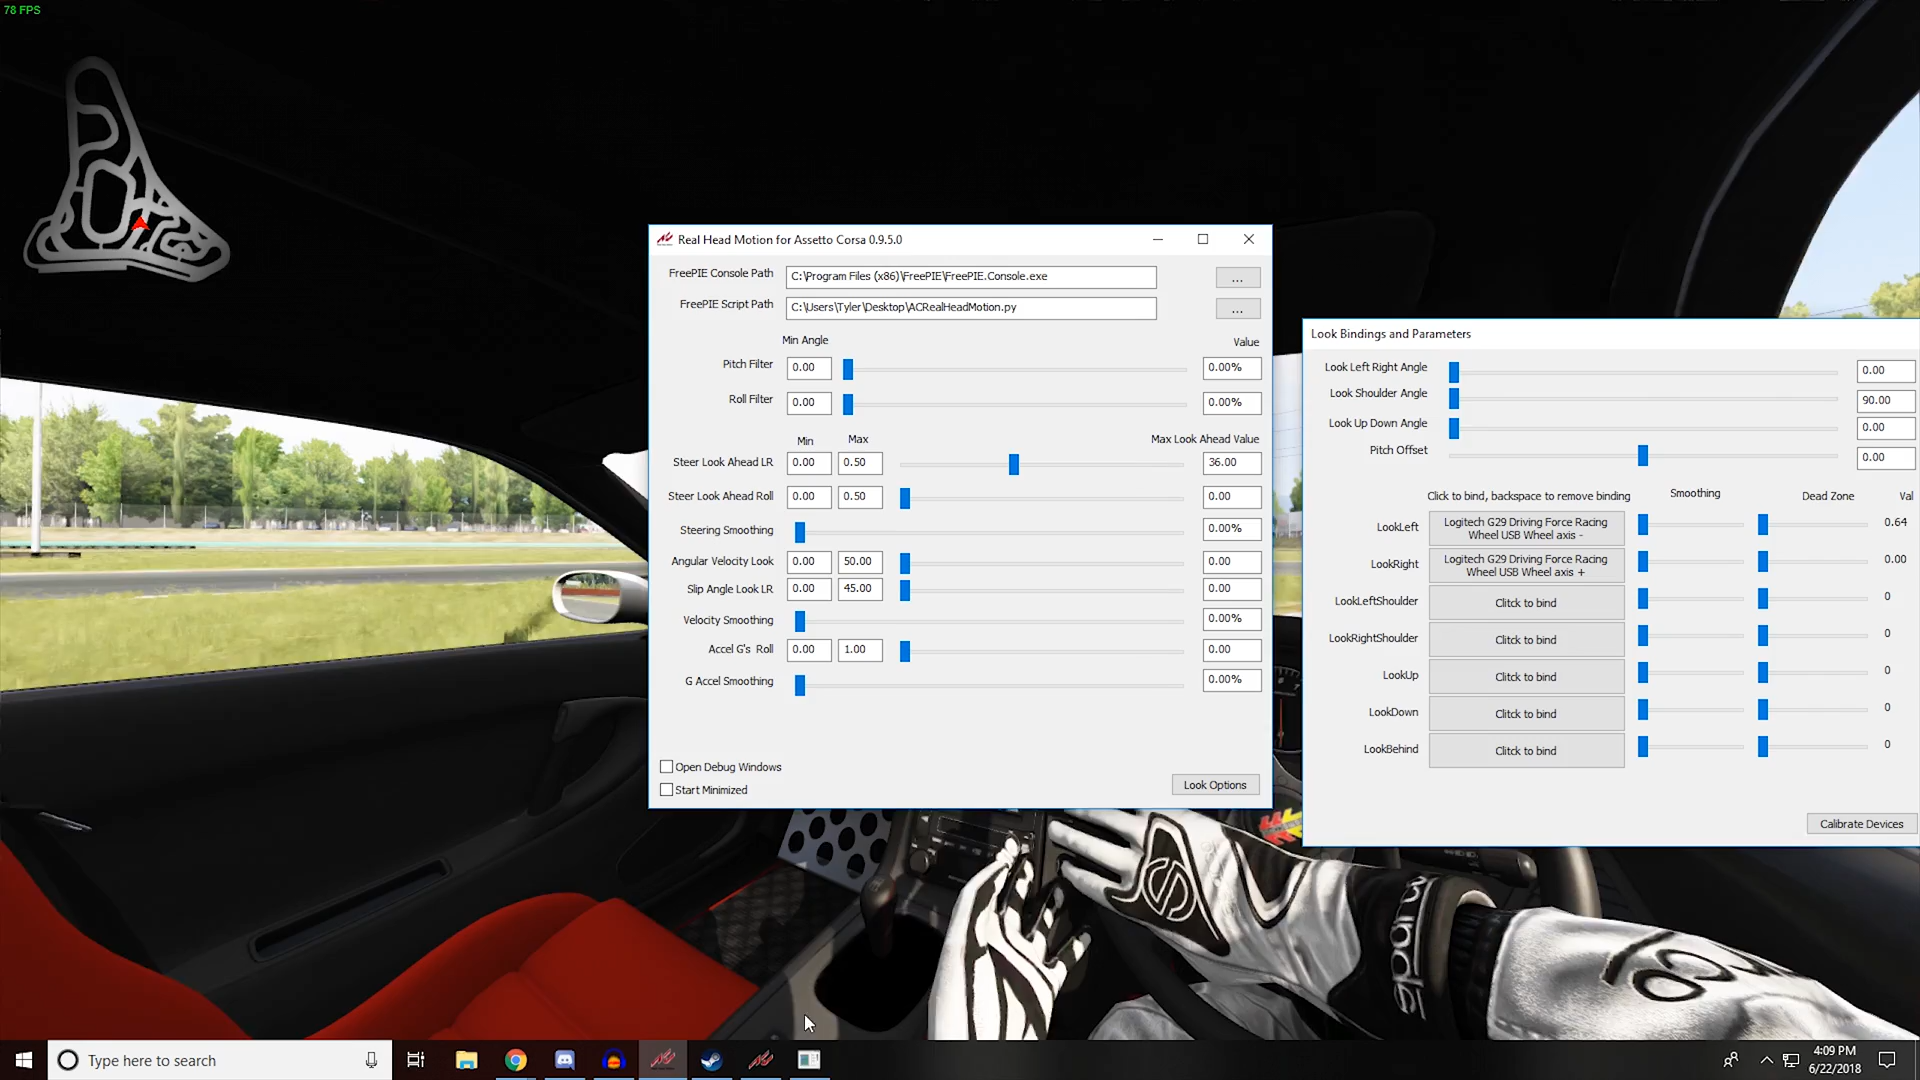 78 FPS
Real Head Motion for Assetto Corsa 0.9.5.0
FreePIE Console Path
C:\Program Files (x86)\FreePIE\FreePIE.Console.exe
...
FreePIE Script Path
C:\Users\Tyler\Desktop\ACRealHeadMotion.py
...
Min Angle
Value
Pitch Filter
0.00
0.00%
Roll Filter
0.00
0.00%
Min
Max
Max Look Ahead Value
Steer Look Ahead LR
0.00
0.50
36.00
Steer Look Ahead Roll
0.00
0.50
0.00
Steering Smoothing
0.00%
Angular Velocity Look
0.00
50.00
0.00
Slip Angle Look LR
0.00
45.00
0.00
Velocity Smoothing
0.00%
Accel G's Roll
0.00
1.00
0.00
G Accel Smoothing
0.00%
Open Debug Windows
Start Minimized
Look Options
Look Bindings and Parameters
Look Left Right Angle
0.00
Look Shoulder Angle
90.00
Look Up Down Angle
0.00
Pitch Offset
0.00
Click to bind, backspace to remove binding
Smoothing
Dead Zone
Val
LookLeft
Logitech G29 Driving Force Racing
Wheel USB Wheel axis -
0.64
LookRight
Logitech G29 Driving Force Racing
Wheel USB Wheel axis +
0.00
LookLeftShoulder
Clitck to bind
0
LookRightShoulder
Clitck to bind
0
LookUp
Clitck to bind
0
LookDown
Clitck to bind
0
LookBehind
Clitck to bind
0
Calibrate Devices
Type here to search
4:09 PM
6/22/2018